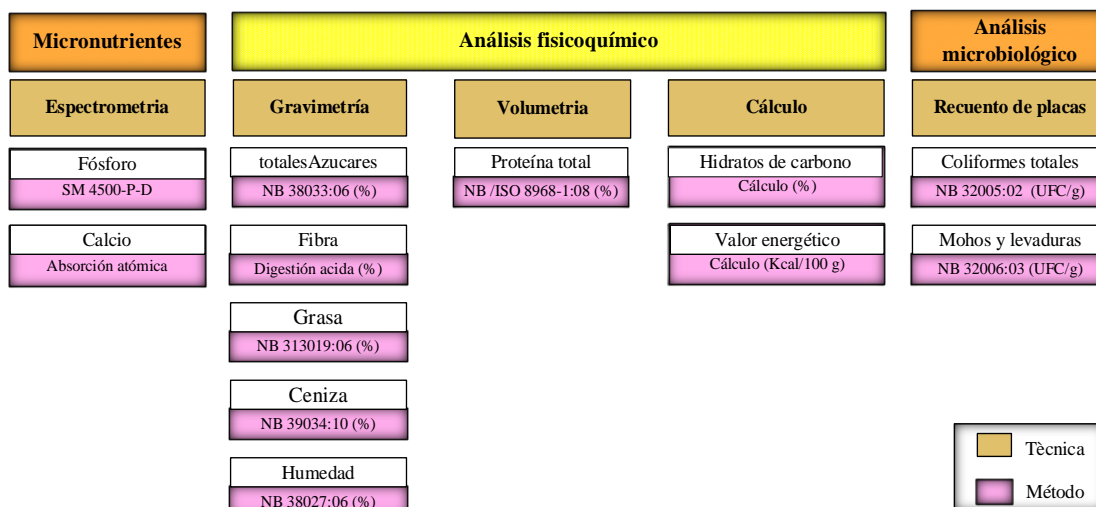 Micronutrientes
Análisis fisicoquímico
Análisis
microbiológico
Espectrometria
Gravimetría
Volumetria
Cálculo
Recuento de placas
Fósforo
SM 4500-P-D
totalesAzucares
NB 38033:06 (%)
Proteína total
NB /ISO 8968-1:08 (%)
Hidratos de carbono
Cálculo (%)
Coliformes totales
NB 32005:02 (UFC/g)
Calcio
Absorción atómica
Fibra
Digestión acida (%)
Valor energético
Cálculo (Kcal/100 g)
Mohos y levaduras
NB 32006:03 (UFC/g)
Grasa
NB 313019:06 (%)
Ceniza
NB 39034:10 (%)
Humedad
NB 38027:06 (%)
Tècnica
Método